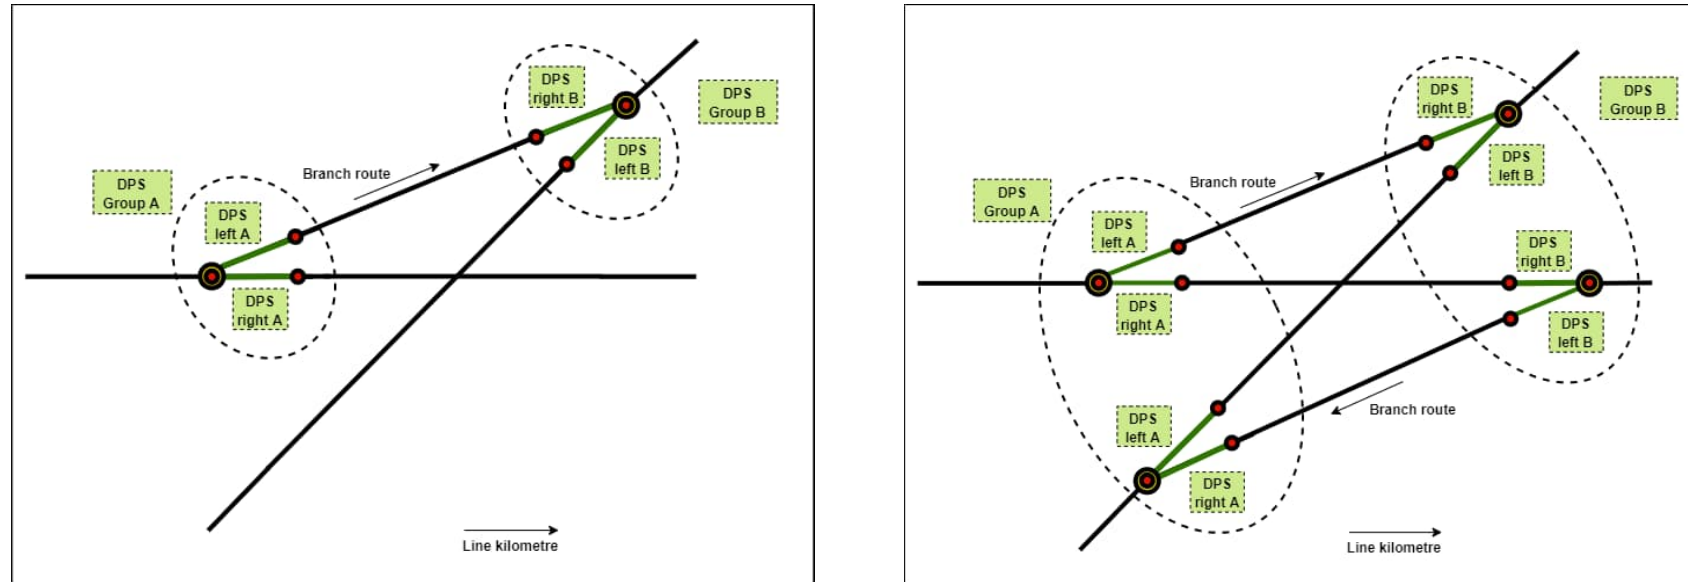 DPS
right B
DPS
Group B
DPS
left B
Branch route
DPS
Group A
DPS
left A
DPS
right A
Line kilometre
DPS
right B
DPS
Group B
DPS
left B
Branch route
DPS
Group A
DPS
left A
DPS
right B
DPS
right A
DPS
left B
Branch route
DPS
left A
DPS
right A
Line kilometre